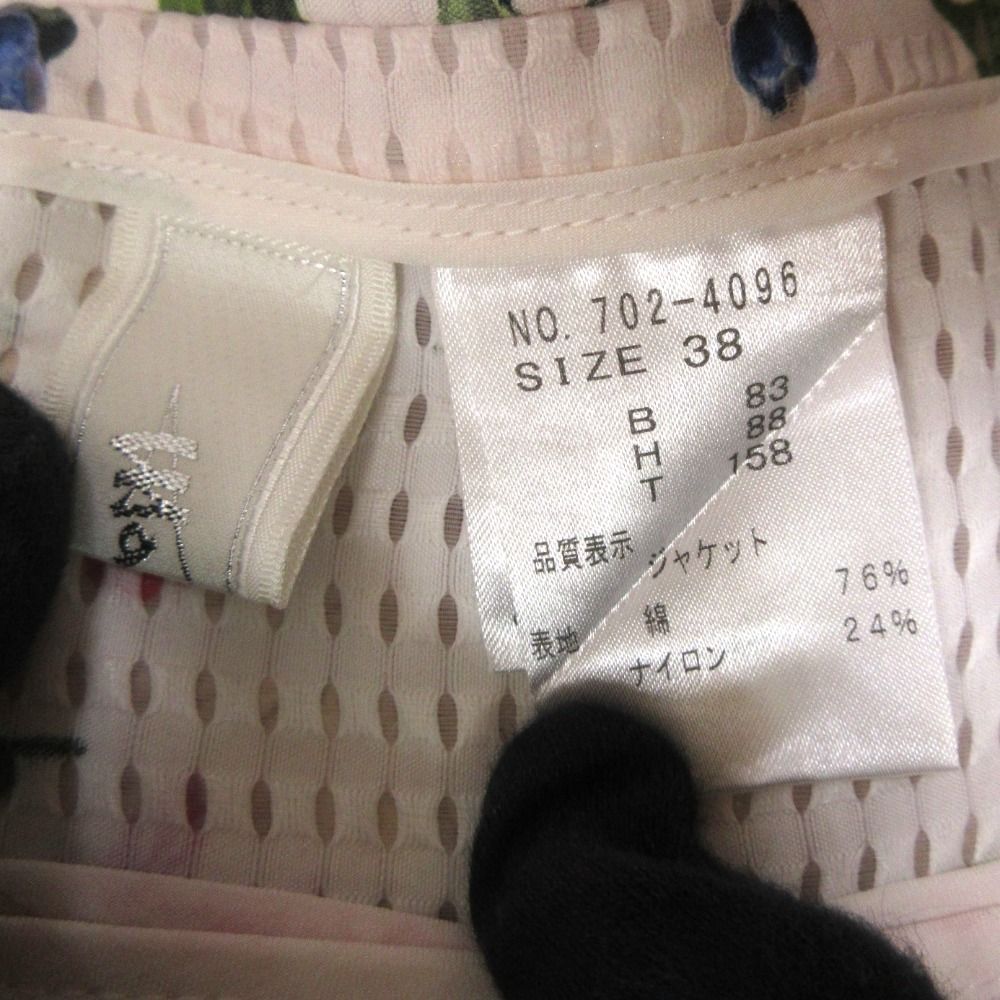 NO. 702-4096
SIZE 38
B 83
H 88
T 158
品質表示 ジャケット
表地 綿 76%
ナイロン 24%